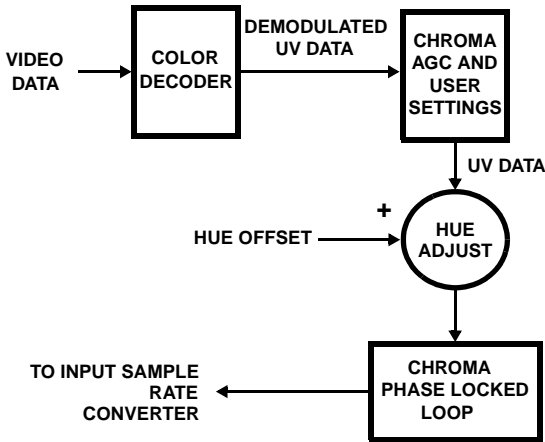 VIDEO
DATA
COLOR
DECODER
DEMODULATED
UV DATA
CHROMA
AGC AND
USER
SETTINGS
UV DATA
+
HUE OFFSET
HUE
ADJUST
CHROMA
PHASE LOCKED
LOOP
TO INPUT SAMPLE
RATE
CONVERTER